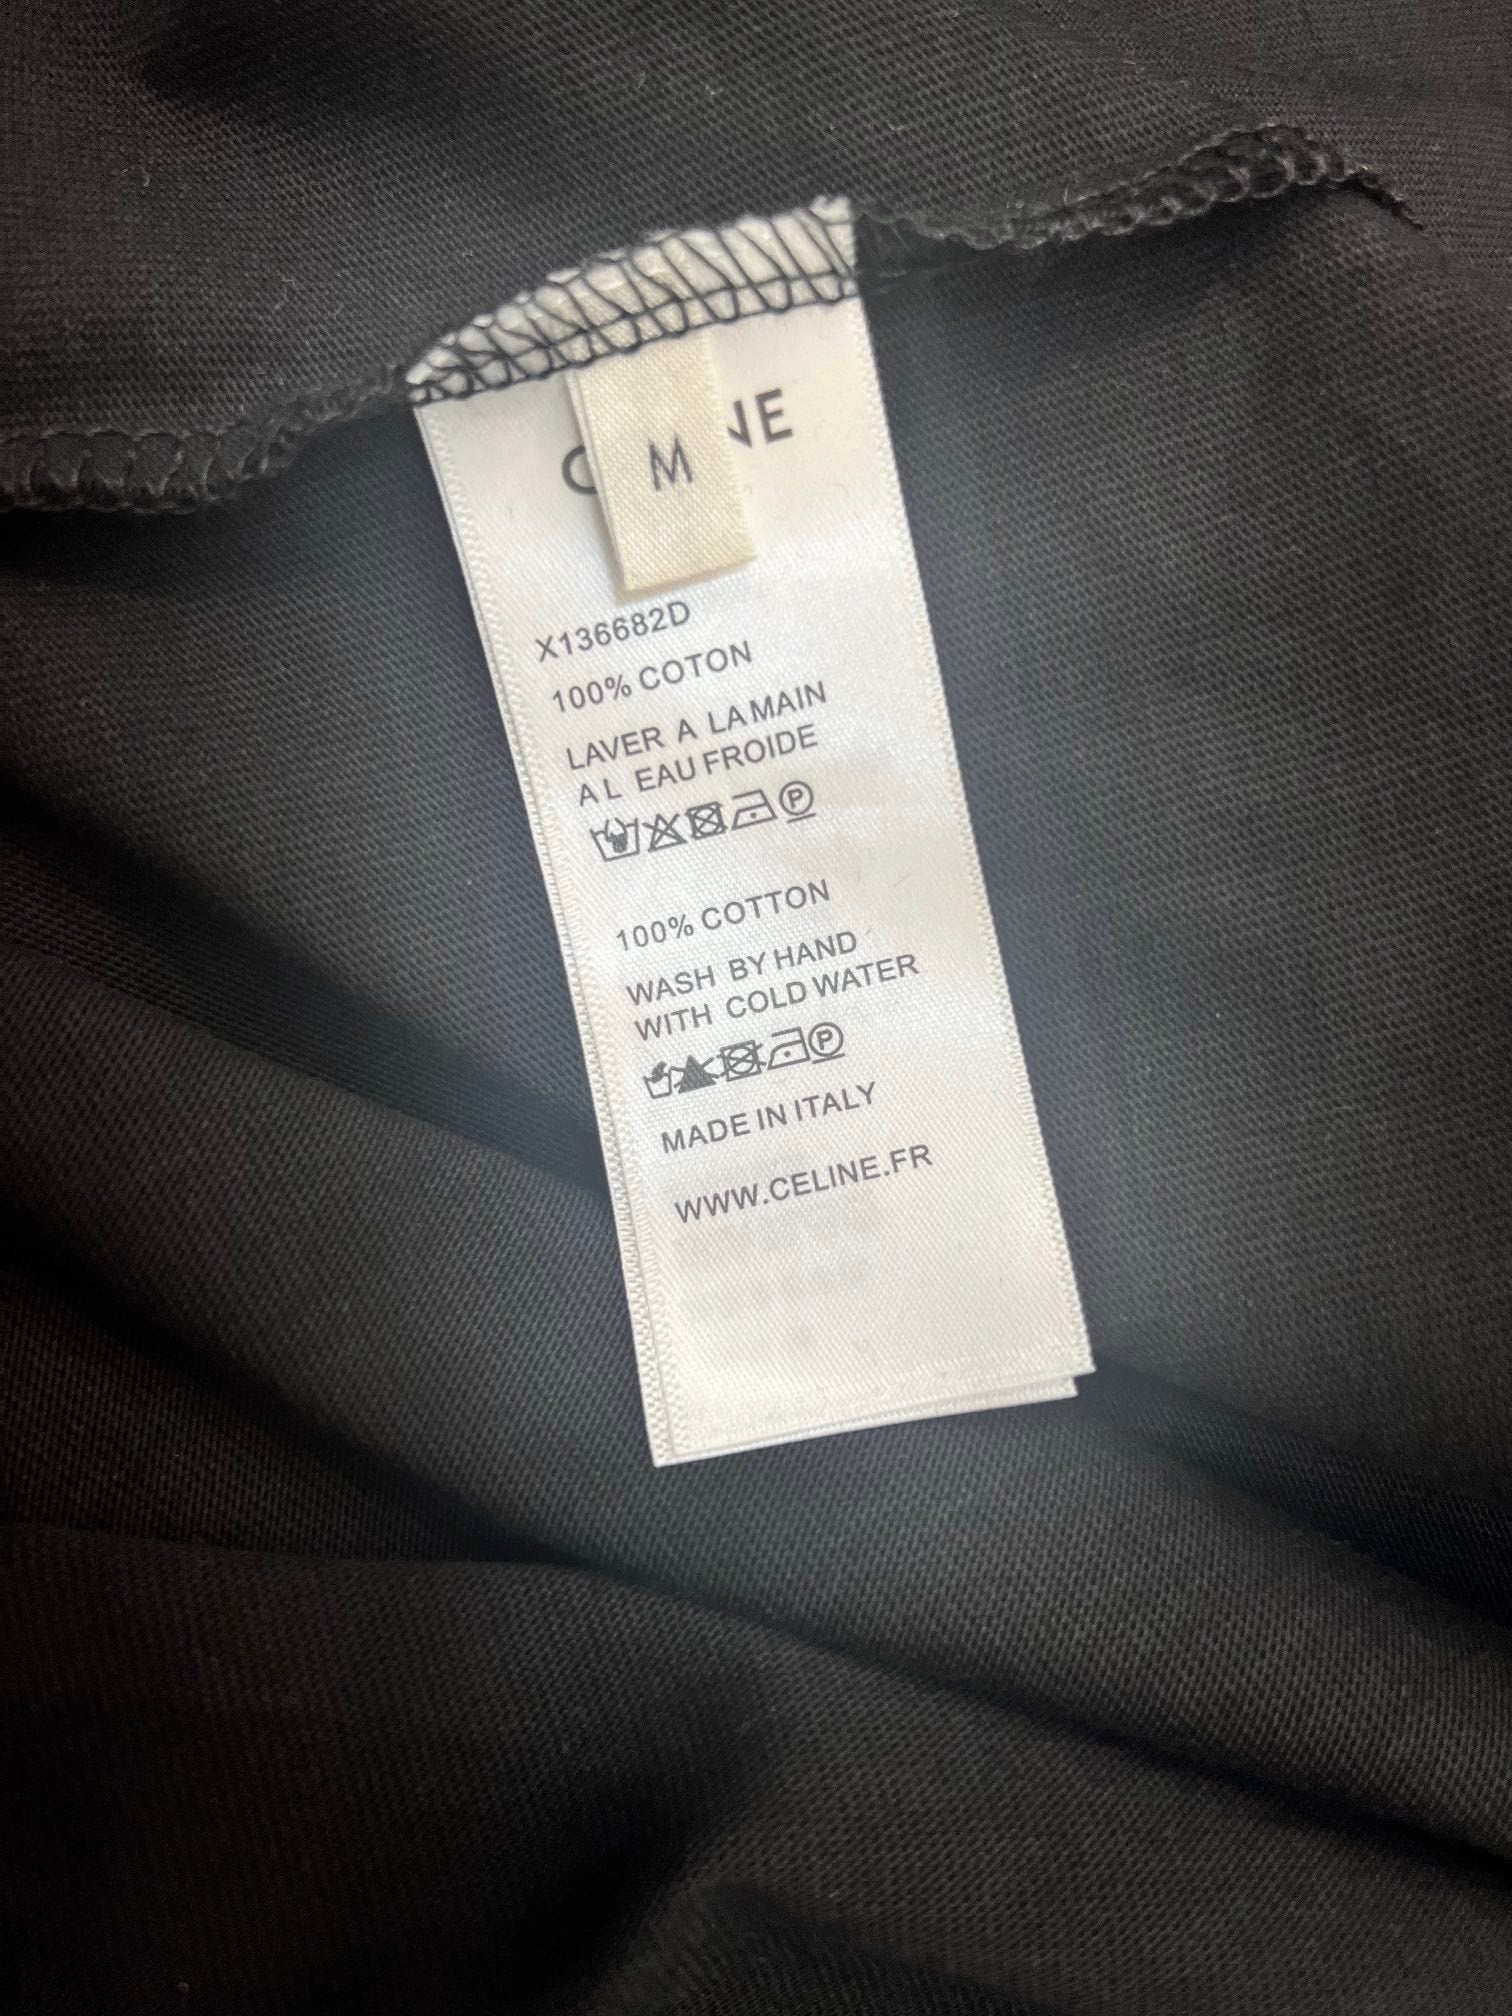 M
X136682D
100% COTON
LAVER A LA MAIN
A L EAU FROIDE
P
100% COTTON
WASH BY HAND
WITH COLD WATER
P
MADE IN ITALY
WWW.CELINE.FR